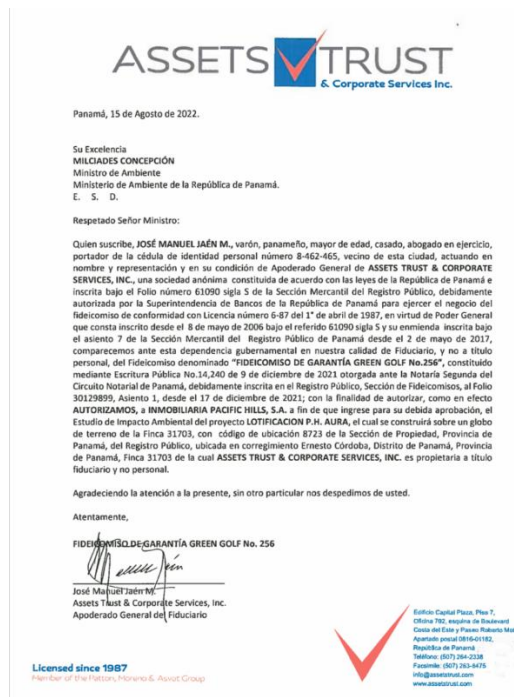 ASSETS TRUST
& Corporate Services Inc.
Panamá, 15 de Agosto de 2022.
Su Excelencia
MILCIADES CONCEPCIÓN
Ministro de Ambiente
Ministerio de Ambiente de la República de Panamá.
E. S. D.
Respetado Señor Ministro:
Quien suscribe, JOSÉ MANUEL JAÉN M., varón, panameño, mayor de edad, casado, abogado en ejercicio,
portador de la cédula de identidad personal número 8-462-465, vecino de esta ciudad, actuando en
nombre y representación y en su condición de Apoderado General de ASSETS TRUST & CORPORATE
SERVICES, INC., una sociedad anónima constituida de acuerdo con las leyes de la República de Panamá e
inscrita bajo el Folio número 61090 sigla S de la Sección Mercantil del Registro Público, debidamente
autorizada por la Superintendencia de Bancos de la República de Panamá para ejercer el negocio del
fideicomiso de conformidad con Licencia número 6-87 del 1° de abril de 1987, en virtud de Poder General
que consta inscrito desde el 8 de mayo de 2006 bajo el referido 61090 sigla S y su enmienda inscrita bajo
el asiento 7 de la Sección Mercantil del Registro Público de Panamá desde el 2 de mayo de 2017,
comparecemos ante esta dependencia gubernamental en nuestra calidad de Fiduciario, y no a título
personal, del Fideicomiso denominado "FIDEICOMISO DE GARANTÍA GREEN GOLF No.256", constituido
mediante Escritura Pública No.14,240 de 9 de diciembre de 2021 otorgada ante la Notaría Segunda del
Circuito Notarial de Panamá, debidamente inscrita en el Registro Público, Sección de Fideicomisos, al Folio
30129899, Asiento 1, desde el 17 de diciembre de 2021; con la finalidad de autorizar, como en efecto
AUTORIZAMOS, a INMOBILIARIA PACIFIC HILLS, S.A. a fin de que ingrese para su debida aprobación, el
Estudio de Impacto Ambiental del proyecto LOTIFICACION P.H. AURA, el cual se construirá sobre un globo
de terreno de la Finca 31703, con código de ubicación 8723 de la Sección de Propiedad, Provincia de
Panamá, del Registro Público, ubicada en corregimiento Ernesto Córdoba, Distrito de Panamá, Provincia
de Panamá, Finca 31703 de la cual ASSETS TRUST & CORPORATE SERVICES, INC. es propietaria a título
fiduciario y no personal.
Agradeciendo la atención a la presente, sin otro particular nos despedimos de usted.
Atentamente,
FIDEICOMISO DE GARANTÍA GREEN GOLF No. 256
José Manuel Jaén M.
Assets Trust & Corporate Services, Inc.
Apoderado General del Fiduciario
Edificio Capital Plaza, Piso 7,
Oficina 702, esquina de Boulevard
Costa del Este y Paseo Roberto Mot
Apartado postal 0816-01182,
República de Panamá
Teléfono: (507) 264-2338
Facsimile: (507) 263-8475
info@assetstrust.com
www.assetstrust.com
Licensed since 1987
Member of the Patton, Moreno & Asvat Group